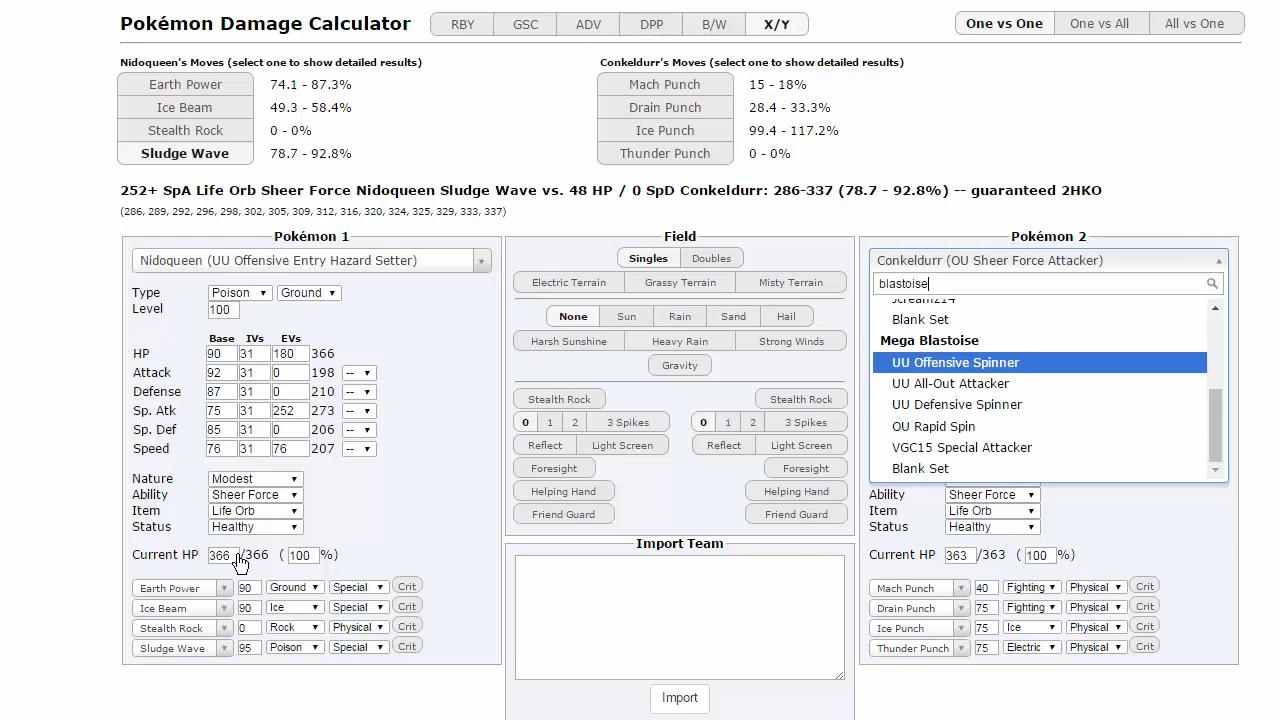 Pokémon Damage Calculator
RBY GSC ADV DPP B/W X/Y
One vs One One vs All All vs One
Nidoqueen's Moves (select one to show detailed results)
Earth Power 74.1 - 87.3%
Ice Beam 49.3 - 58.4%
Stealth Rock 0 - 0%
Sludge Wave 78.7 - 92.8%
Conkeldurr's Moves (select one to show detailed results)
Mach Punch 15 - 18%
Drain Punch 28.4 - 33.3%
Ice Punch 99.4 - 117.2%
Thunder Punch 0 - 0%
252+ SpA Life Orb Sheer Force Nidoqueen Sludge Wave vs. 48 HP / 0 SpD Conkeldurr: 286-337 (78.7 - 92.8%) -- guaranteed 2HKO
(286, 289, 292, 296, 298, 302, 305, 309, 312, 316, 320, 324, 325, 329, 333, 337)
Pokémon 1
Nidoqueen (UU Offensive Entry Hazard Setter)
Type Poison Ground
Level 100
Base IVs EVs
HP 90 31 180 366
Attack 92 31 0 198 --
Defense 87 31 0 210 --
Sp. Atk 75 31 252 273 --
Sp. Def 85 31 0 206 --
Speed 76 31 76 207 --
Nature Modest
Ability Sheer Force
Item Life Orb
Status Healthy
Current HP 366/366 (100%)
Earth Power 90 Ground Special Crit
Ice Beam 90 Ice Special Crit
Stealth Rock 0 Rock Physical Crit
Sludge Wave 95 Poison Special Crit
Field
Singles Doubles
Electric Terrain Grassy Terrain Misty Terrain
None Sun Rain Sand Hail
Harsh Sunshine Heavy Rain Strong Winds
Gravity
Stealth Rock Stealth Rock
0 1 2 3 Spikes 0 1 2 3 Spikes
Reflect Light Screen Reflect Light Screen
Foresight Foresight
Helping Hand Helping Hand
Friend Guard Friend Guard
Import Team
Import
Pokémon 2
Conkeldurr (OU Sheer Force Attacker)
blastoise
Blank Set
Mega Blastoise
UU Offensive Spinner
UU All-Out Attacker
UU Defensive Spinner
OU Rapid Spin
VGC15 Special Attacker
Blank Set
Ability Sheer Force
Item Life Orb
Status Healthy
Current HP 363/363 (100%)
Mach Punch 40 Fighting Physical Crit
Drain Punch 75 Fighting Physical Crit
Ice Punch 75 Ice Physical Crit
Thunder Punch 75 Electric Physical Crit